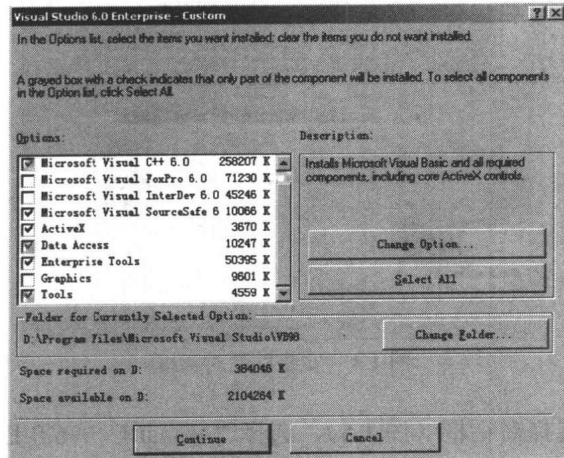 Visual Studio 6.0 Enterprise - Custom
In the Options list, select the items you want installed; clear the items you do not want installed.
A grayed box with a check indicates that only part of the component will be installed. To select all components
in the Option list, click Select All.
Options:
Microsoft Visual C++ 6.0 258207 K
Microsoft Visual FoxPro 6.0 71230 K
Microsoft Visual InterDev 6.0 45246 K
Microsoft Visual SourceSafe 6 10066 K
ActiveX 3670 K
Data Access 10247 K
Enterprise Tools 50395 K
Graphics 9601 K
Tools 4559 K
Description:
Installs Microsoft Visual Basic and all required
components, including core ActiveX controls.
Change Option...
Select All
Folder for Currently Selected Option:
D:\Program Files\Microsoft Visual Studio\VB98
Change Folder...
Space required on D: 384046 K
Space available on D: 2104264 K
Continue
Cancel